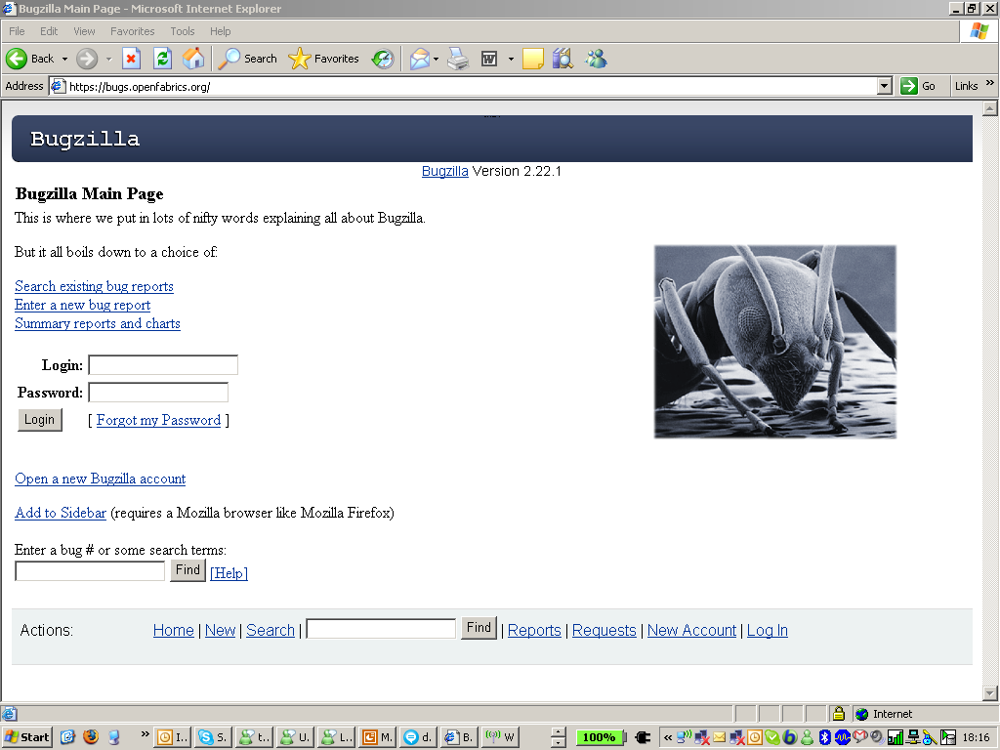 Bugzilla Main Page - Microsoft Internet Explorer
File Edit View Favorites Tools Help
Back Search Favorites
Address https://bugs.openfabrics.org/ Go Links »
Bugzilla
Bugzilla Version 2.22.1
Bugzilla Main Page
This is where we put in lots of nifty words explaining all about Bugzilla.
But it all boils down to a choice of:
Search existing bug reports
Enter a new bug report
Summary reports and charts
Login:
Password:
Login [ Forgot my Password ]
Open a new Bugzilla account
Add to Sidebar (requires a Mozilla browser like Mozilla Firefox)
Enter a bug # or some search terms:
Find [Help]
Actions: Home | New | Search | Find | Reports | Requests | New Account | Log In
Internet
Start » I.. S. t.. U. L.. M. d. B. W 100% « 18:16